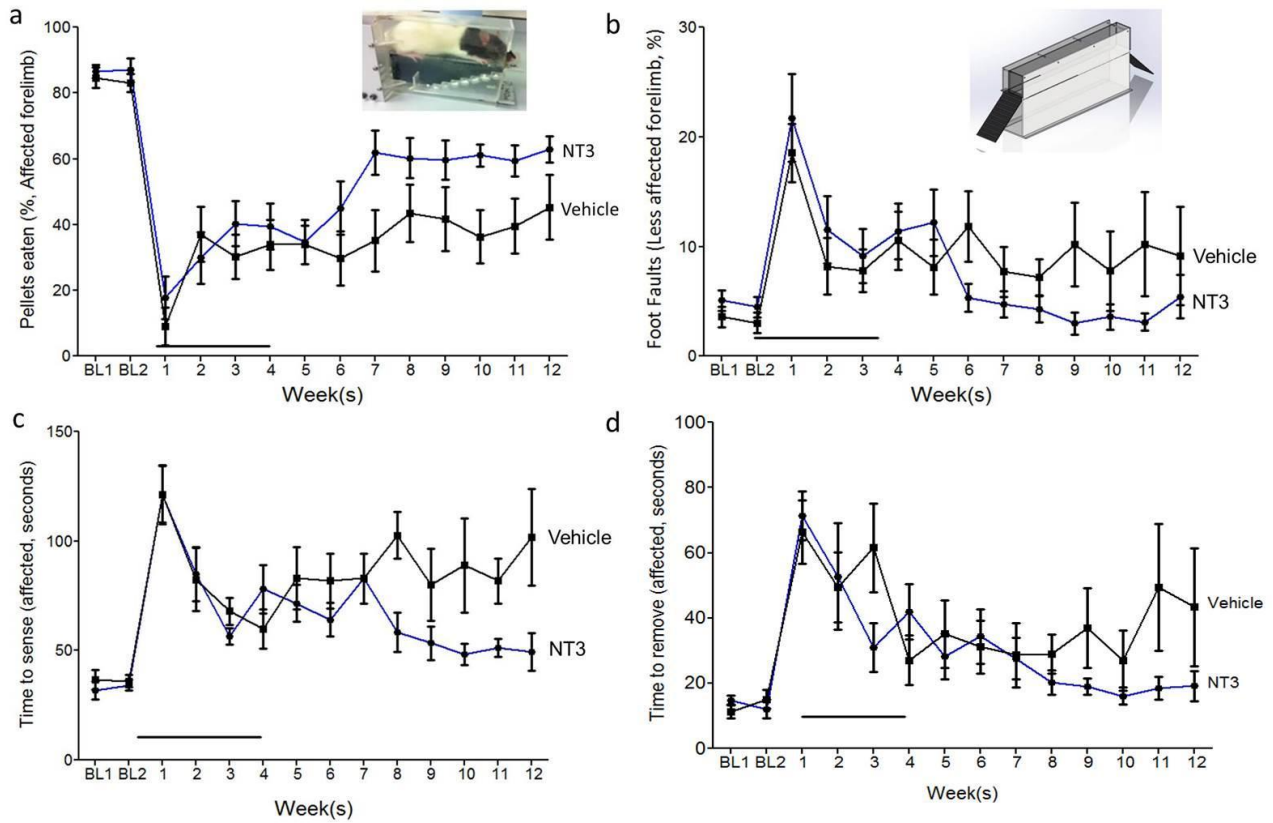 a
Pellets eaten (%, Affected forelimb)
100
80
60
40
20
0
NT3
Vehicle
BL1 BL2 1 2 3 4 5 6 7 8 9 10 11 12
Week(s)
b
Foot Faults (Less affected forelimb, %)
30
20
10
0
Vehicle
NT3
BL1 BL2 1 2 3 4 5 6 7 8 9 10 11 12
Week(s)
c
Time to sense (affected, seconds)
150
100
50
0
Vehicle
NT3
BL1 BL2 1 2 3 4 5 6 7 8 9 10 11 12
Week(s)
d
Time to remove (affected, seconds)
100
80
60
40
20
0
Vehicle
NT3
BL1 BL2 1 2 3 4 5 6 7 8 9 10 11 12
Week(s)